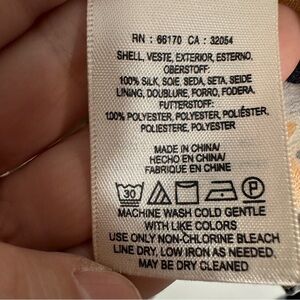 RN : 66170 CA : 32054
SHELL, VESTE, EXTERIOR, ESTERNO,
OBERSTOFF:
100% SILK, SOIE, SEDA, SETA, SEIDE
LINING, DOUBLURE, FORRO, FODERA,
FUTTERSTOFF:
100% POLYESTER, POLYESTER, POLIÉSTER,
POLIESTERE, POLYESTER
MADE IN CHINA/
HECHO EN CHINA/
FABRIQUE EN CHINE
30 P
MACHINE WASH COLD GENTLE
WITH LIKE COLORS
USE ONLY NON-CHLORINE BLEACH
LINE DRY, LOW IRON AS NEEDED,
MAY BE DRY CLEANED